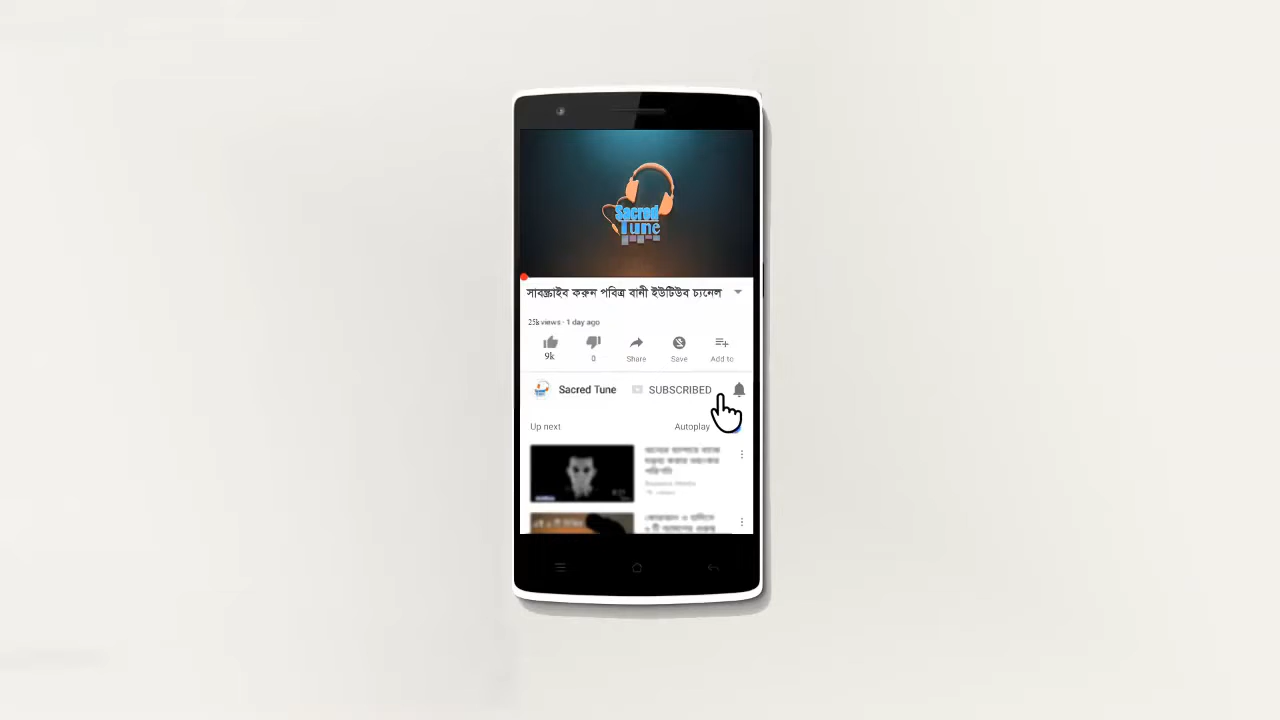 Sacred
Tune
সাবস্ক্রাইব করুন পবিত্র বানী ইউটিউব চ্যানেল
25k views · 1 day ago
9k
0
Share
Save
Add to
Sacred Tune
SUBSCRIBED
Up next
Autoplay